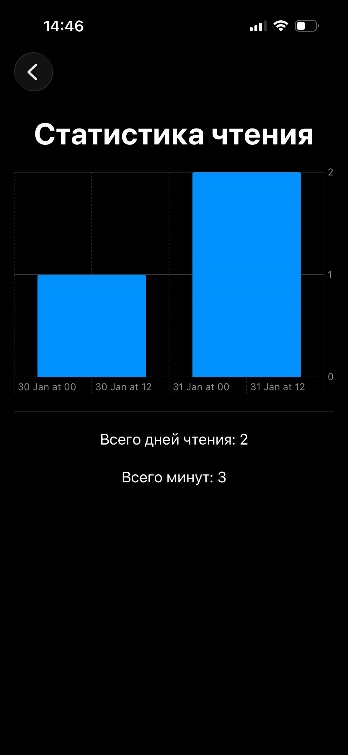 14:46
Статистика чтения
2
1
0
30 Jan at 00 30 Jan at 12 31 Jan at 00 31 Jan at 12
Всего дней чтения: 2
Всего минут: 3